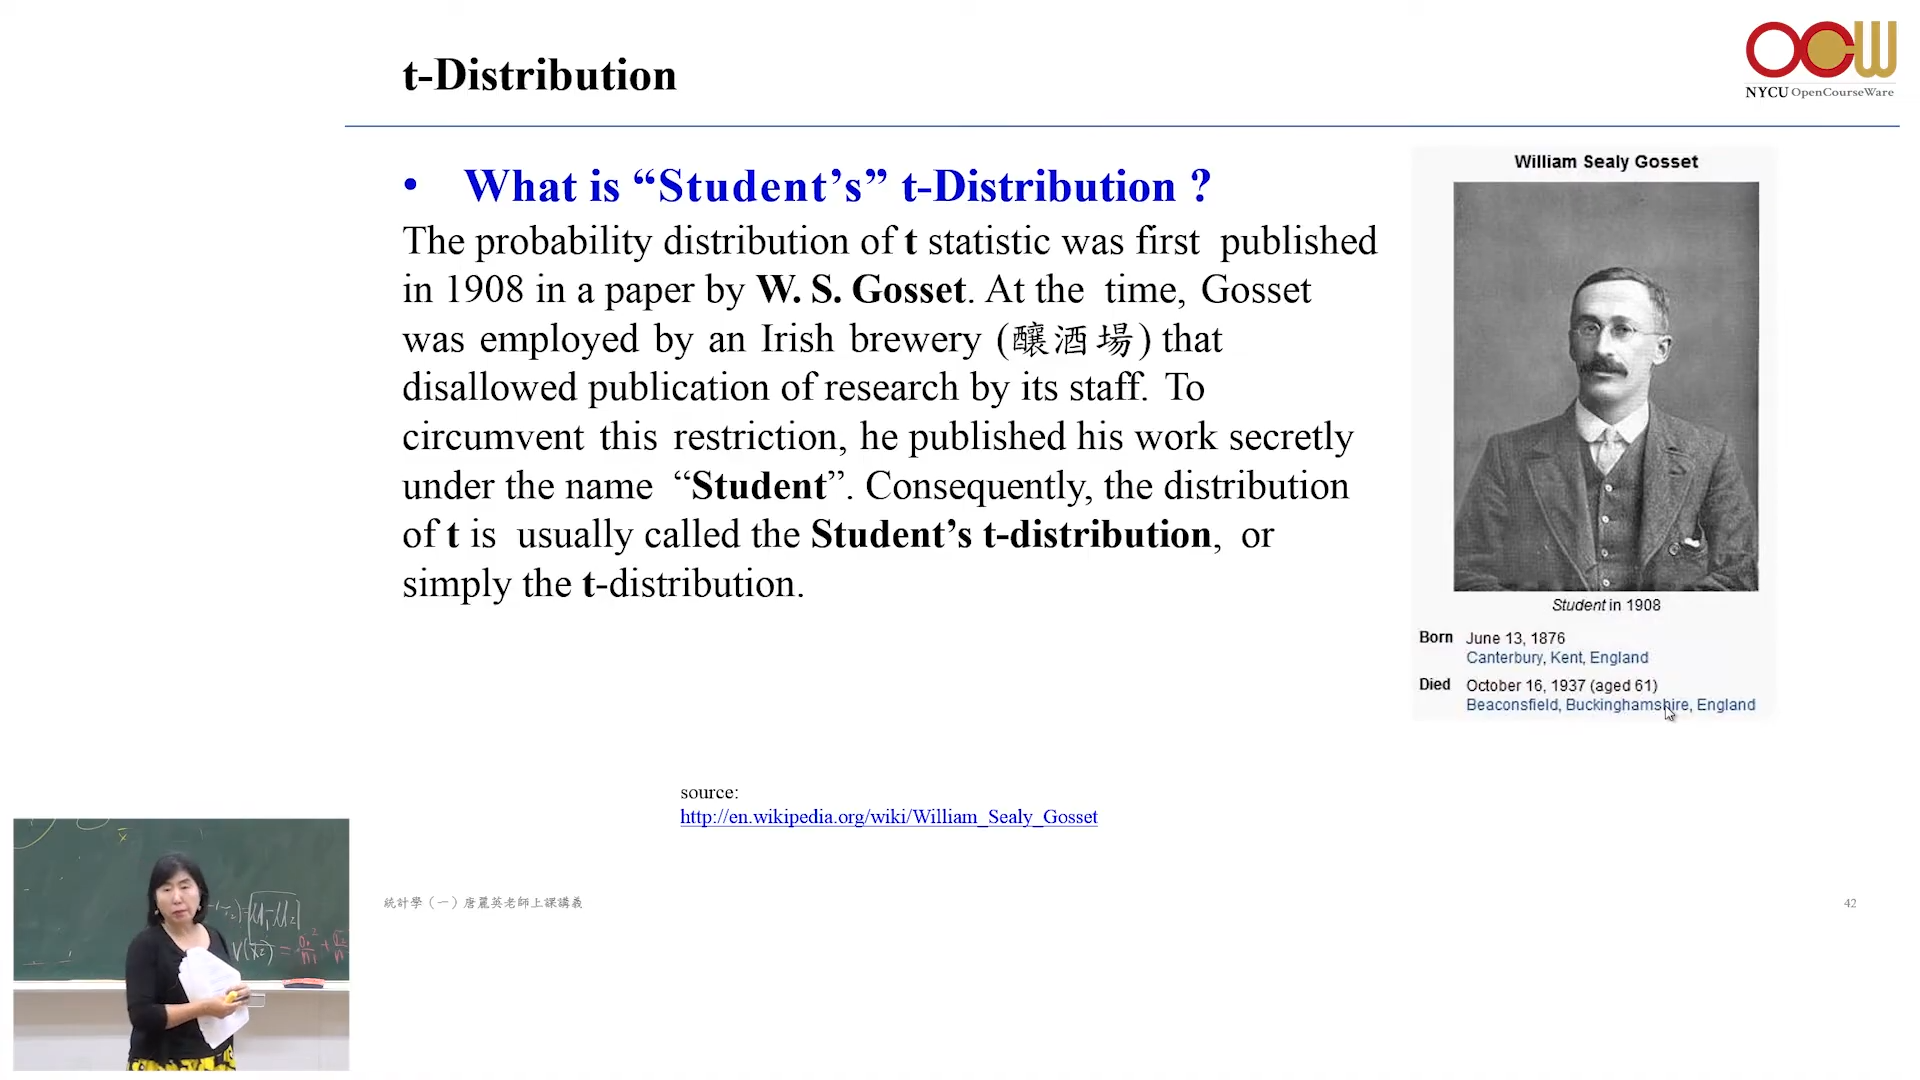 t-Distribution
OCW
NYCU OpenCourseWare
• What is “Student’s” t-Distribution ?
The probability distribution of t statistic was first published
in 1908 in a paper by W. S. Gosset. At the time, Gosset
was employed by an Irish brewery (釀酒場) that
disallowed publication of research by its staff. To
circumvent this restriction, he published his work secretly
under the name “Student”. Consequently, the distribution
of t is usually called the Student’s t-distribution, or
simply the t-distribution.
William Sealy Gosset
Student in 1908
Born June 13, 1876
Canterbury, Kent, England
Died October 16, 1937 (aged 61)
Beaconsfield, Buckinghamshire, England
source:
http://en.wikipedia.org/wiki/William_Sealy_Gosset
統計學（一）唐麗英老師上課講義
42